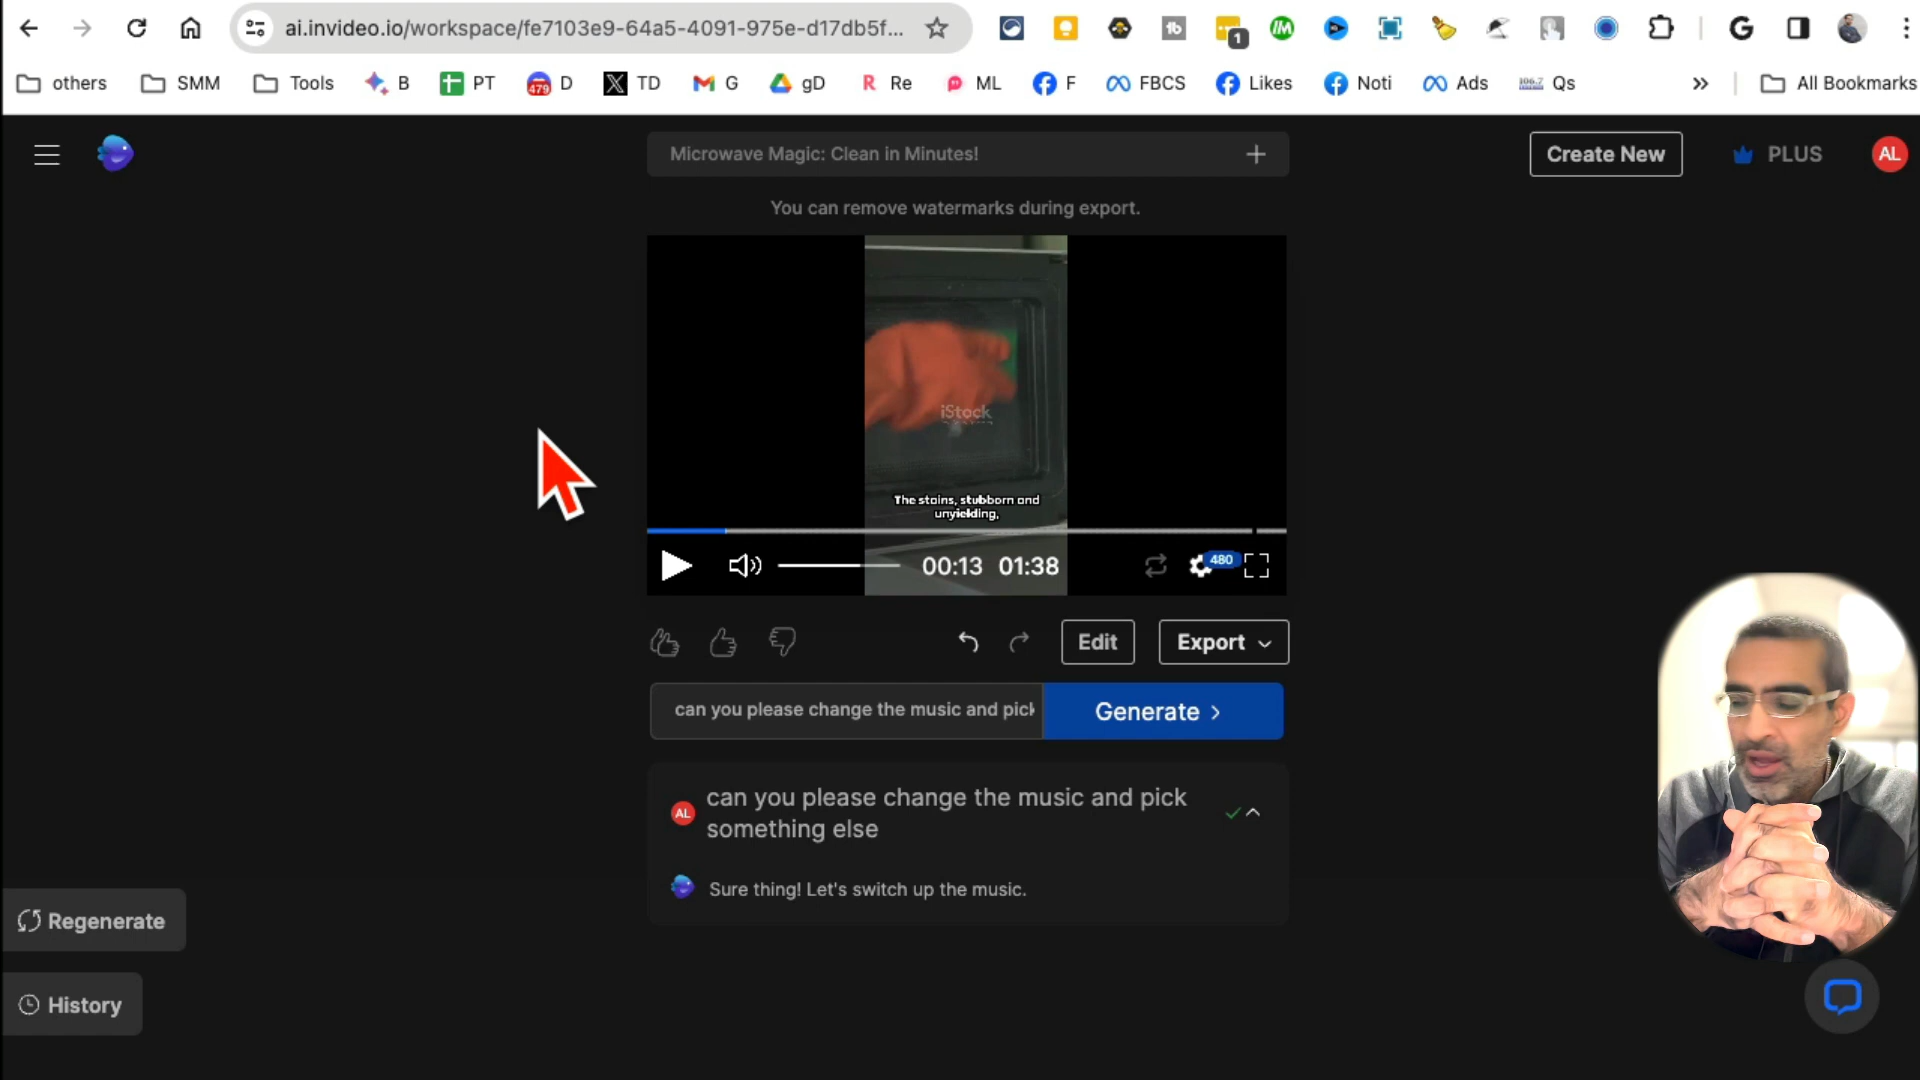 ai.invideo.io/workspace/fe7103e9-64a5-4091-975e-d17db5f...
1
others
SMM
Tools
B
PT
479
D
TD
G
gD
Re
ML
F
FBCS
Likes
Noti
Ads
Qs
All Bookmarks
Microwave Magic: Clean in Minutes!
Create New
PLUS
AL
You can remove watermarks during export.
iStock
The stains, stubborn and
unyielding,
00:13 01:38
480
Edit
Export
can you please change the music and pick
Generate
AL
can you please change the music and pick
something else
Sure thing! Let's switch up the music.
Regenerate
History